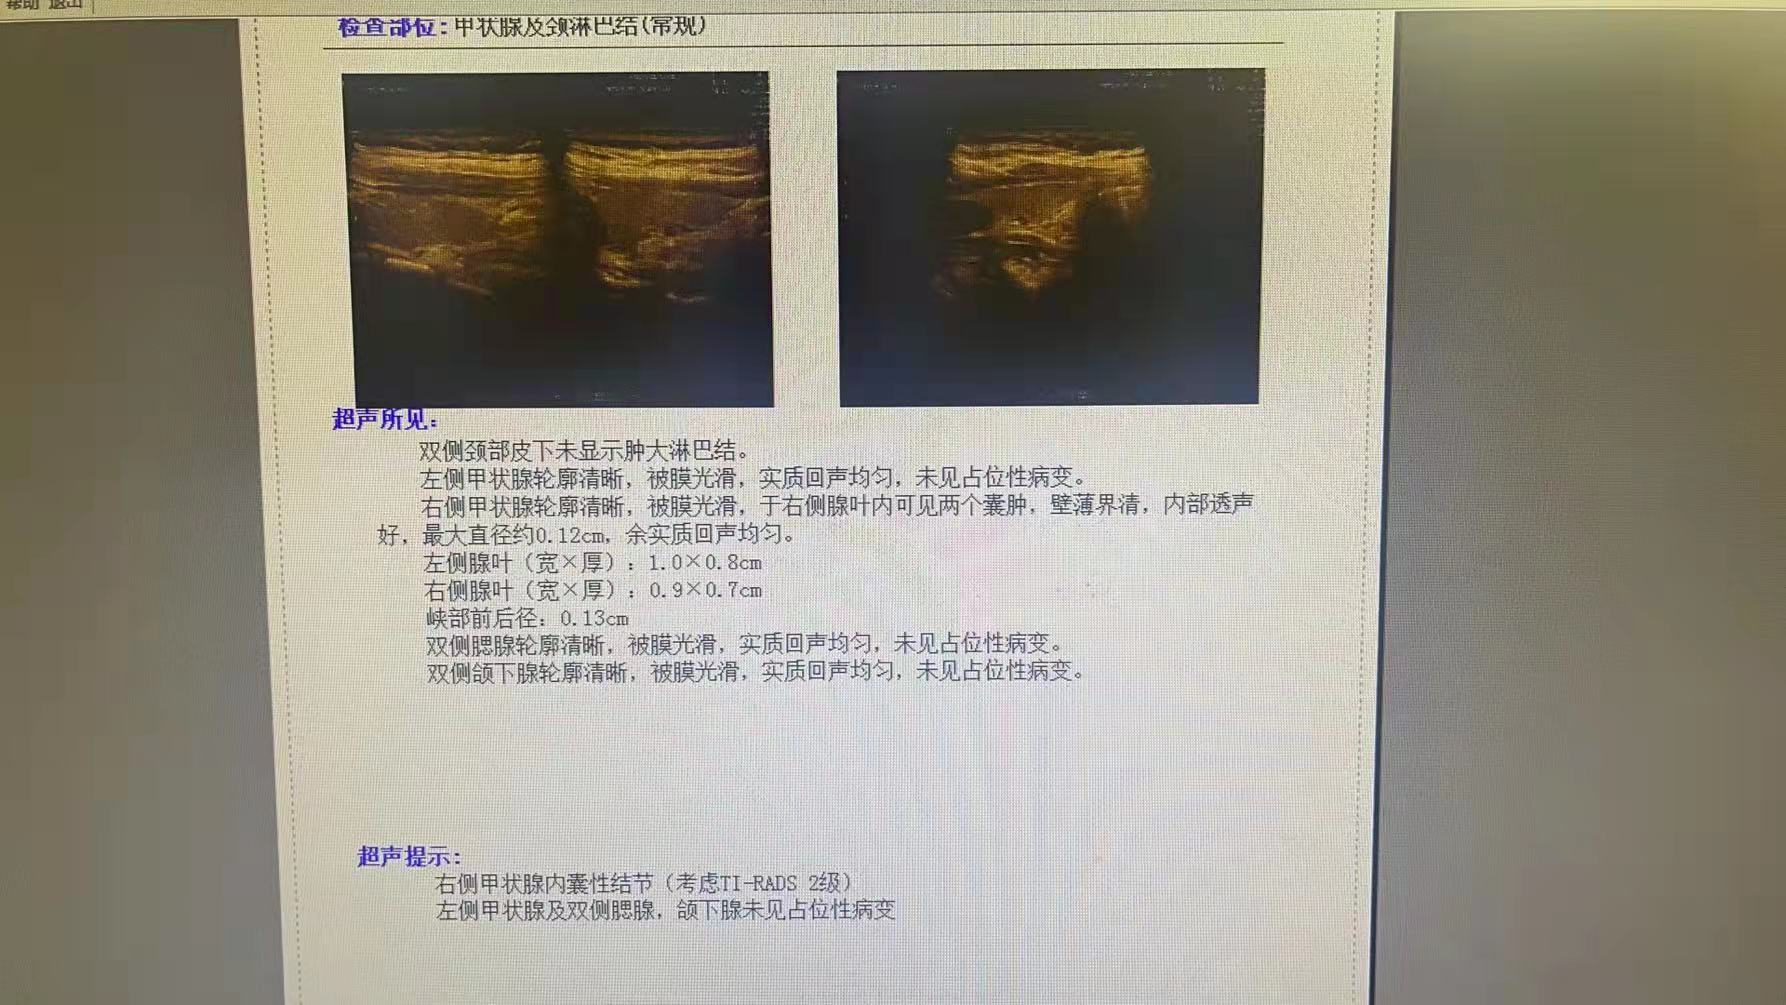 帮助 退出
检查部位: 甲状腺及颈淋巴结(常规)
超声所见:
双侧颈部皮下未显示肿大淋巴结。
左侧甲状腺轮廓清晰，被膜光滑，实质回声均匀，未见占位性病变。
右侧甲状腺轮廓清晰，被膜光滑，于右侧腺叶内可见两个囊肿，壁薄界清，内部透声
好，最大直径约0.12cm，余实质回声均匀。
左侧腺叶（宽×厚）: 1.0×0.8cm
右侧腺叶（宽×厚）: 0.9×0.7cm
峡部前后径: 0.13cm
双侧腮腺轮廓清晰，被膜光滑，实质回声均匀，未见占位性病变。
双侧颌下腺轮廓清晰，被膜光滑，实质回声均匀，未见占位性病变。
超声提示:
右侧甲状腺内囊性结节（考虑TI-RADS 2级）
左侧甲状腺及双侧腮腺，颌下腺未见占位性病变